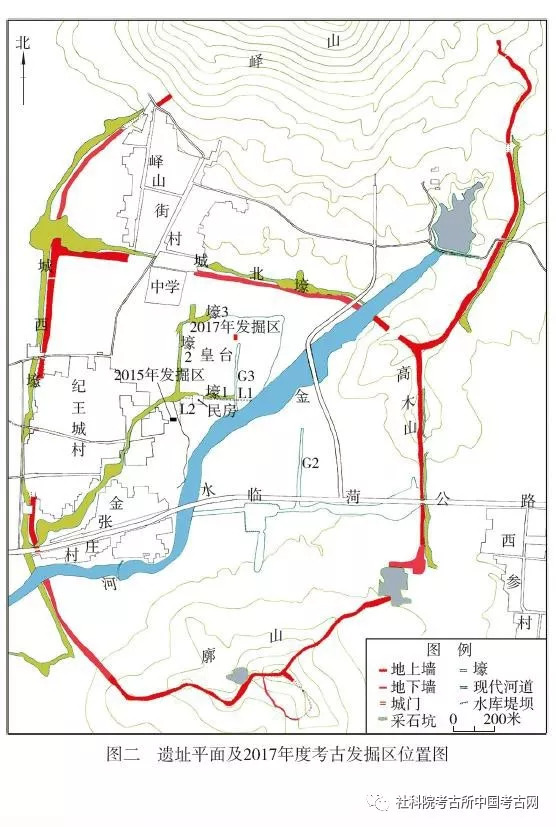 北
峄山
峄山街村
中学
城北壕
城西壕
壕3
2017年发掘区
壕2
皇台
G3
2015年发掘区
壕1
L1
L2
民房
纪王城村
高木山
金水河
G2
临菏公路
金张庄村
西参村
廓山
图 例
地上墙
壕
地下墙
现代河道
城门
水库堤坝
采石坑
0 200米
图二 遗址平面及2017年度考古发掘区位置图
社科院考古所中国考古网